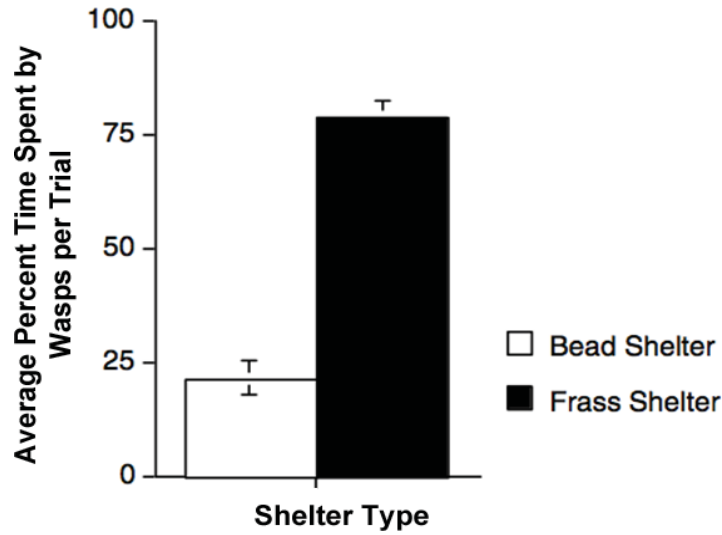 Average Percent Time Spent by
Wasps per Trial
100
75
50
25
0
Bead Shelter
Frass Shelter
Shelter Type